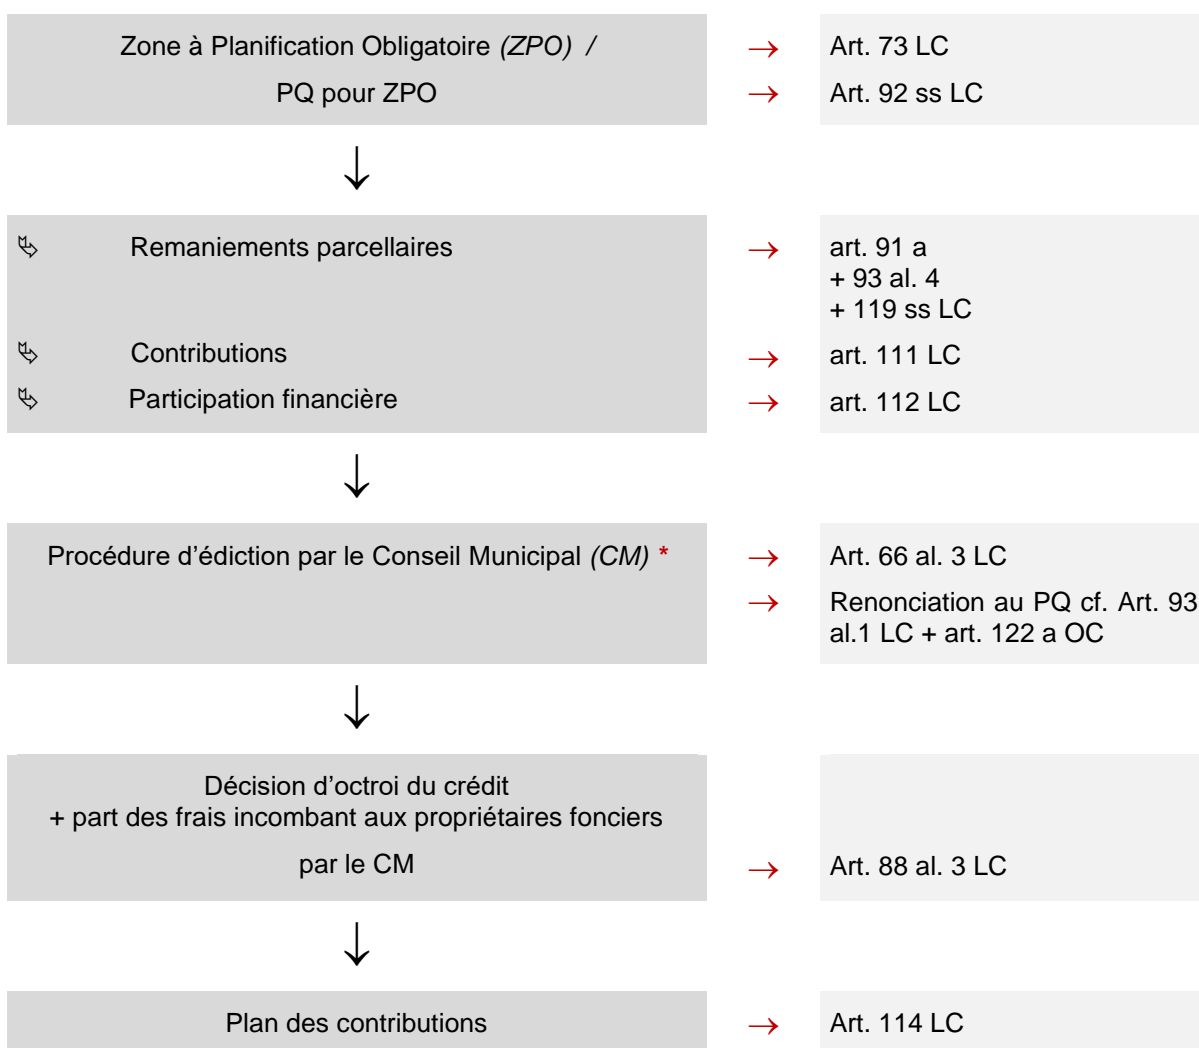 Zone à Planification Obligatoire (ZPO) / → Art. 73 LC
PQ pour ZPO → Art. 92 ss LC
↓
Remaniements parcellaires → art. 91 a
+ 93 al. 4
+ 119 ss LC
Contributions → art. 111 LC
Participation financière → art. 112 LC
↓
Procédure d'édiction par le Conseil Municipal (CM) * → Art. 66 al. 3 LC
→ Renonciation au PQ cf. Art. 93
al.1 LC + art. 122 a OC
↓
Décision d'octroi du crédit
+ part des frais incombant aux propriétaires fonciers
par le CM → Art. 88 al. 3 LC
↓
Plan des contributions → Art. 114 LC